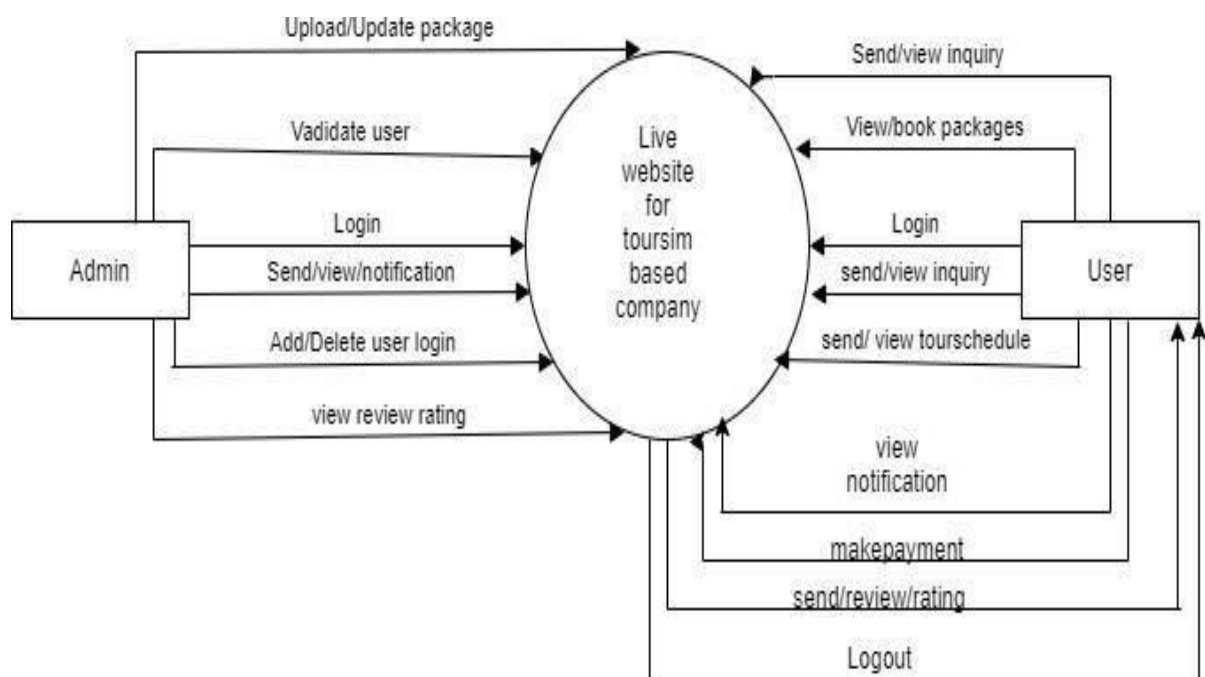 Upload/Update package
Send/view inquiry
Vadidate user
View/book packages
Live
website
for
toursim
based
company
Login
Login
Admin
User
Send/view/notification
send/view inquiry
Add/Delete user login
send/ view tourschedule
view review rating
view
notification
makepayment
send/review/rating
Logout